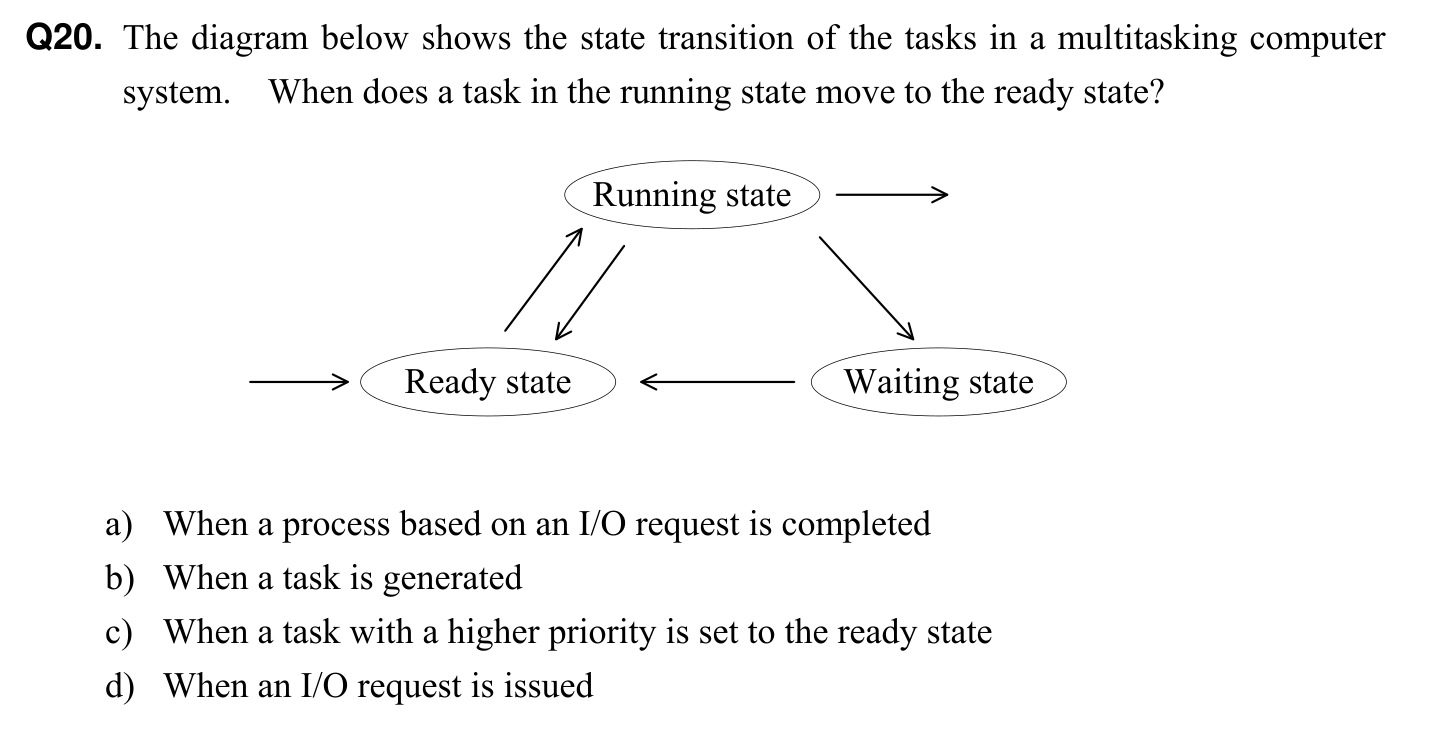 Q20. The diagram below shows the state transition of the tasks in a multitasking computer
system. When does a task in the running state move to the ready state?
Running state
Ready state
Waiting state
a) When a process based on an I/O request is completed
b) When a task is generated
c) When a task with a higher priority is set to the ready state
d) When an I/O request is issued